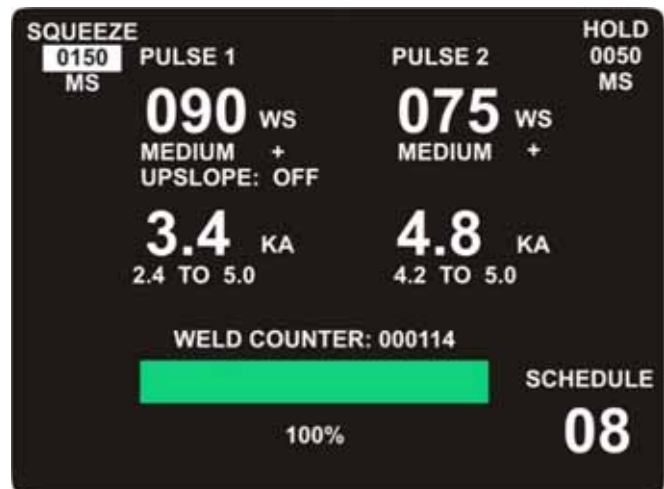 SQUEEZE
0150
MS
HOLD
0050
MS
PULSE 1
090 WS
MEDIUM +
UPSLOPE: OFF
3.4 KA
2.4 TO 5.0
PULSE 2
075 WS
MEDIUM +
4.8 KA
4.2 TO 5.0
WELD COUNTER: 000114
100%
SCHEDULE
08